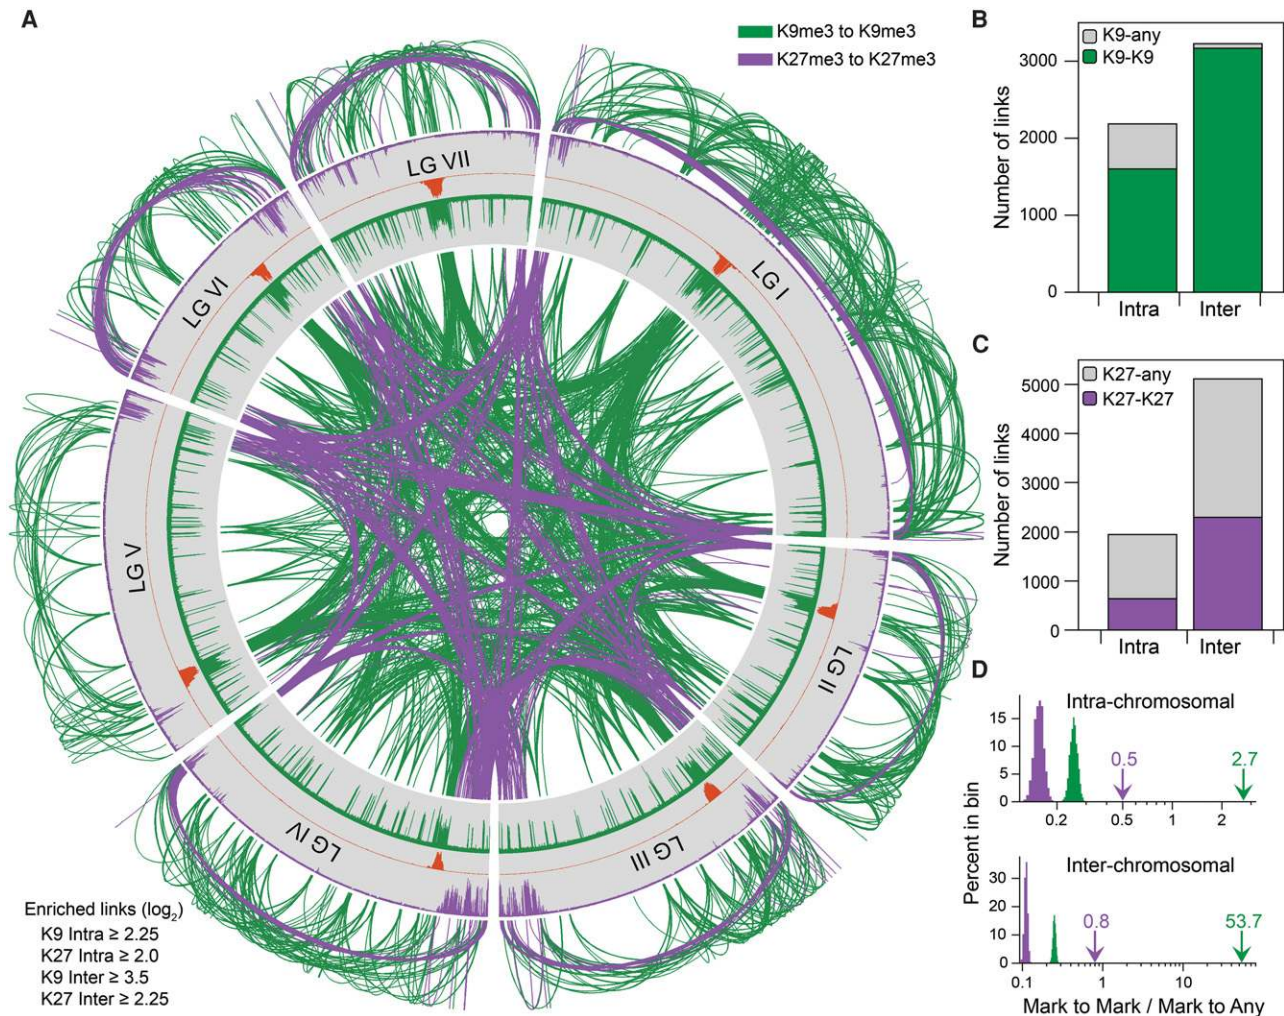 A
K9me3 to K9me3
K27me3 to K27me3
LG VII
LG I
LG VI
LG V
LG II
LG IV
LG III
Enriched links (log2)
K9 Intra ≥ 2.25
K27 Intra ≥ 2.0
K9 Inter ≥ 3.5
K27 Inter ≥ 2.25
B
K9-any
K9-K9
Number of links
3000
2000
1000
0
Intra Inter
C
K27-any
K27-K27
Number of links
5000
4000
3000
2000
1000
0
Intra Inter
D
Intra-chromosomal
Percent in bin
15
10
5
0
0.5 2.7
0.2 0.5 1 2
Inter-chromosomal
30
20
10
0
0.8 53.7
0.1 1 10
Mark to Mark / Mark to Any